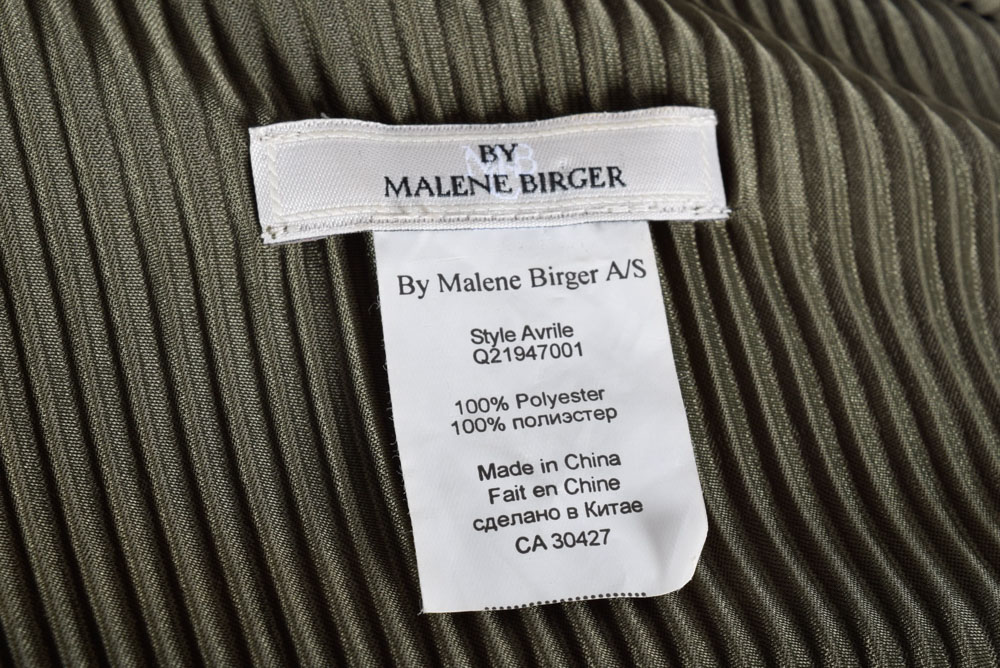 BY
MALENE BIRGER
By Malene Birger A/S
Style Avrile
Q21947001
100% Polyester
100% полиэстер
Made in China
Fait en Chine
сделано в Китае
CA 30427